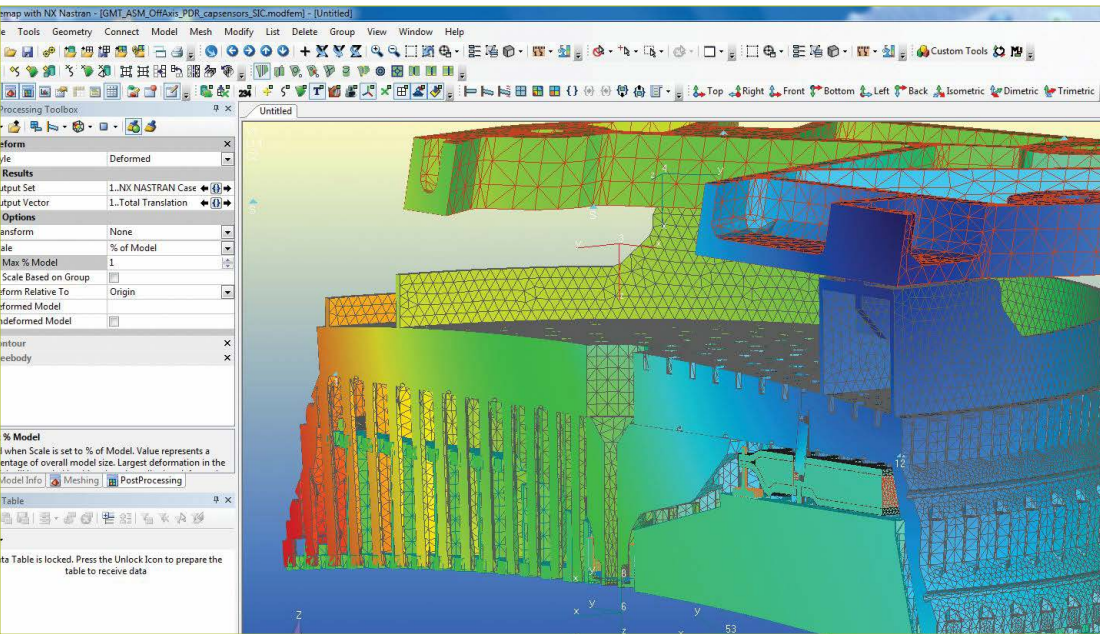 emap with NX Nastran - [GMT_ASM_OffAxis_PDR_capsensors_SIC.modfem] - [Untitled]
e Tools Geometry Connect Model Mesh Modify List Delete Group View Window Help
Custom Tools
234 Top Right Front Bottom Left Back Isometric Dimetric Trimetric
Processing Toolbox
Untitled
eform
yle Deformed
Results
utput Set 1..NX NASTRAN Case
utput Vector 1..Total Translation
Options
ansform None
ale % of Model
Max % Model 1
Scale Based on Group
eform Relative To Origin
eformed Model
ndeformed Model
ontour
eebody
% Model
d when Scale is set to % of Model. Value represents a
entage of overall model size. Largest deformation in the
Model Info Meshing PostProcessing
Table
ta Table is locked. Press the Unlock Icon to prepare the
table to receive data
4
y
12
8
x y 6
y
z
53
Z